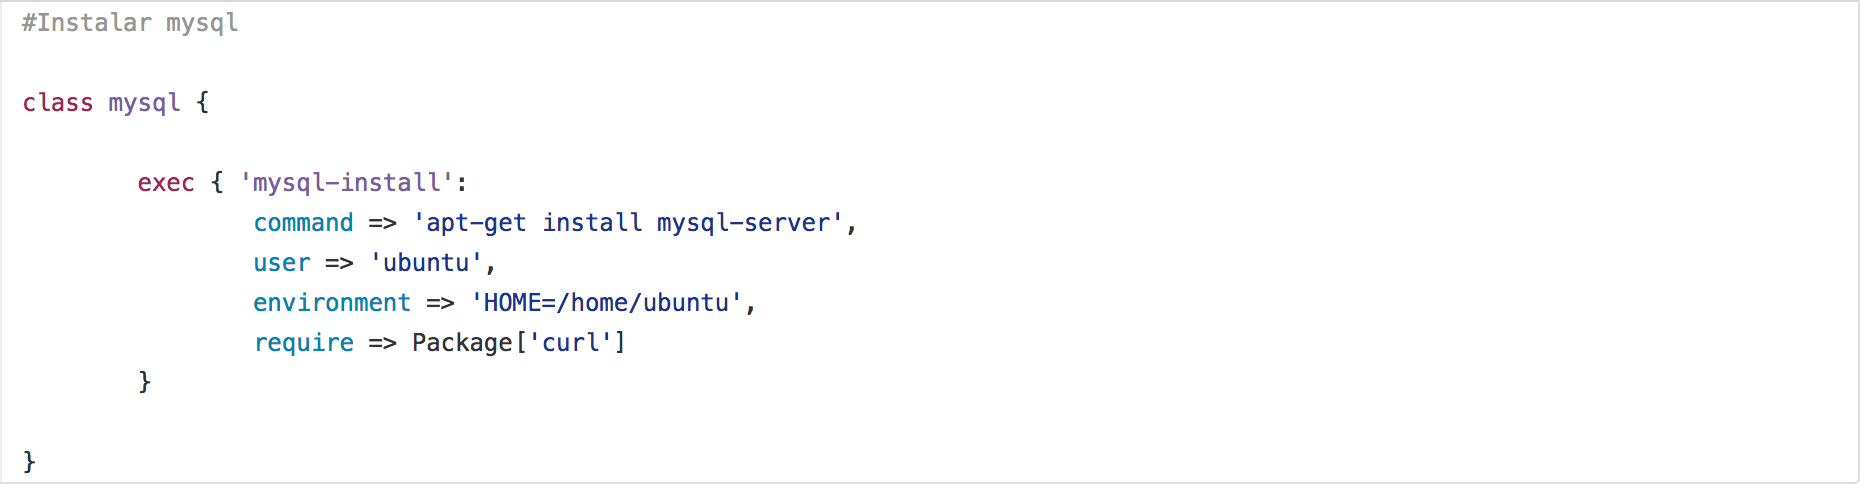 #Instalar mysql
class mysql {
exec { 'mysql-install':
command => 'apt-get install mysql-server',
user => 'ubuntu',
environment => 'HOME=/home/ubuntu',
require => Package['curl']
}
}